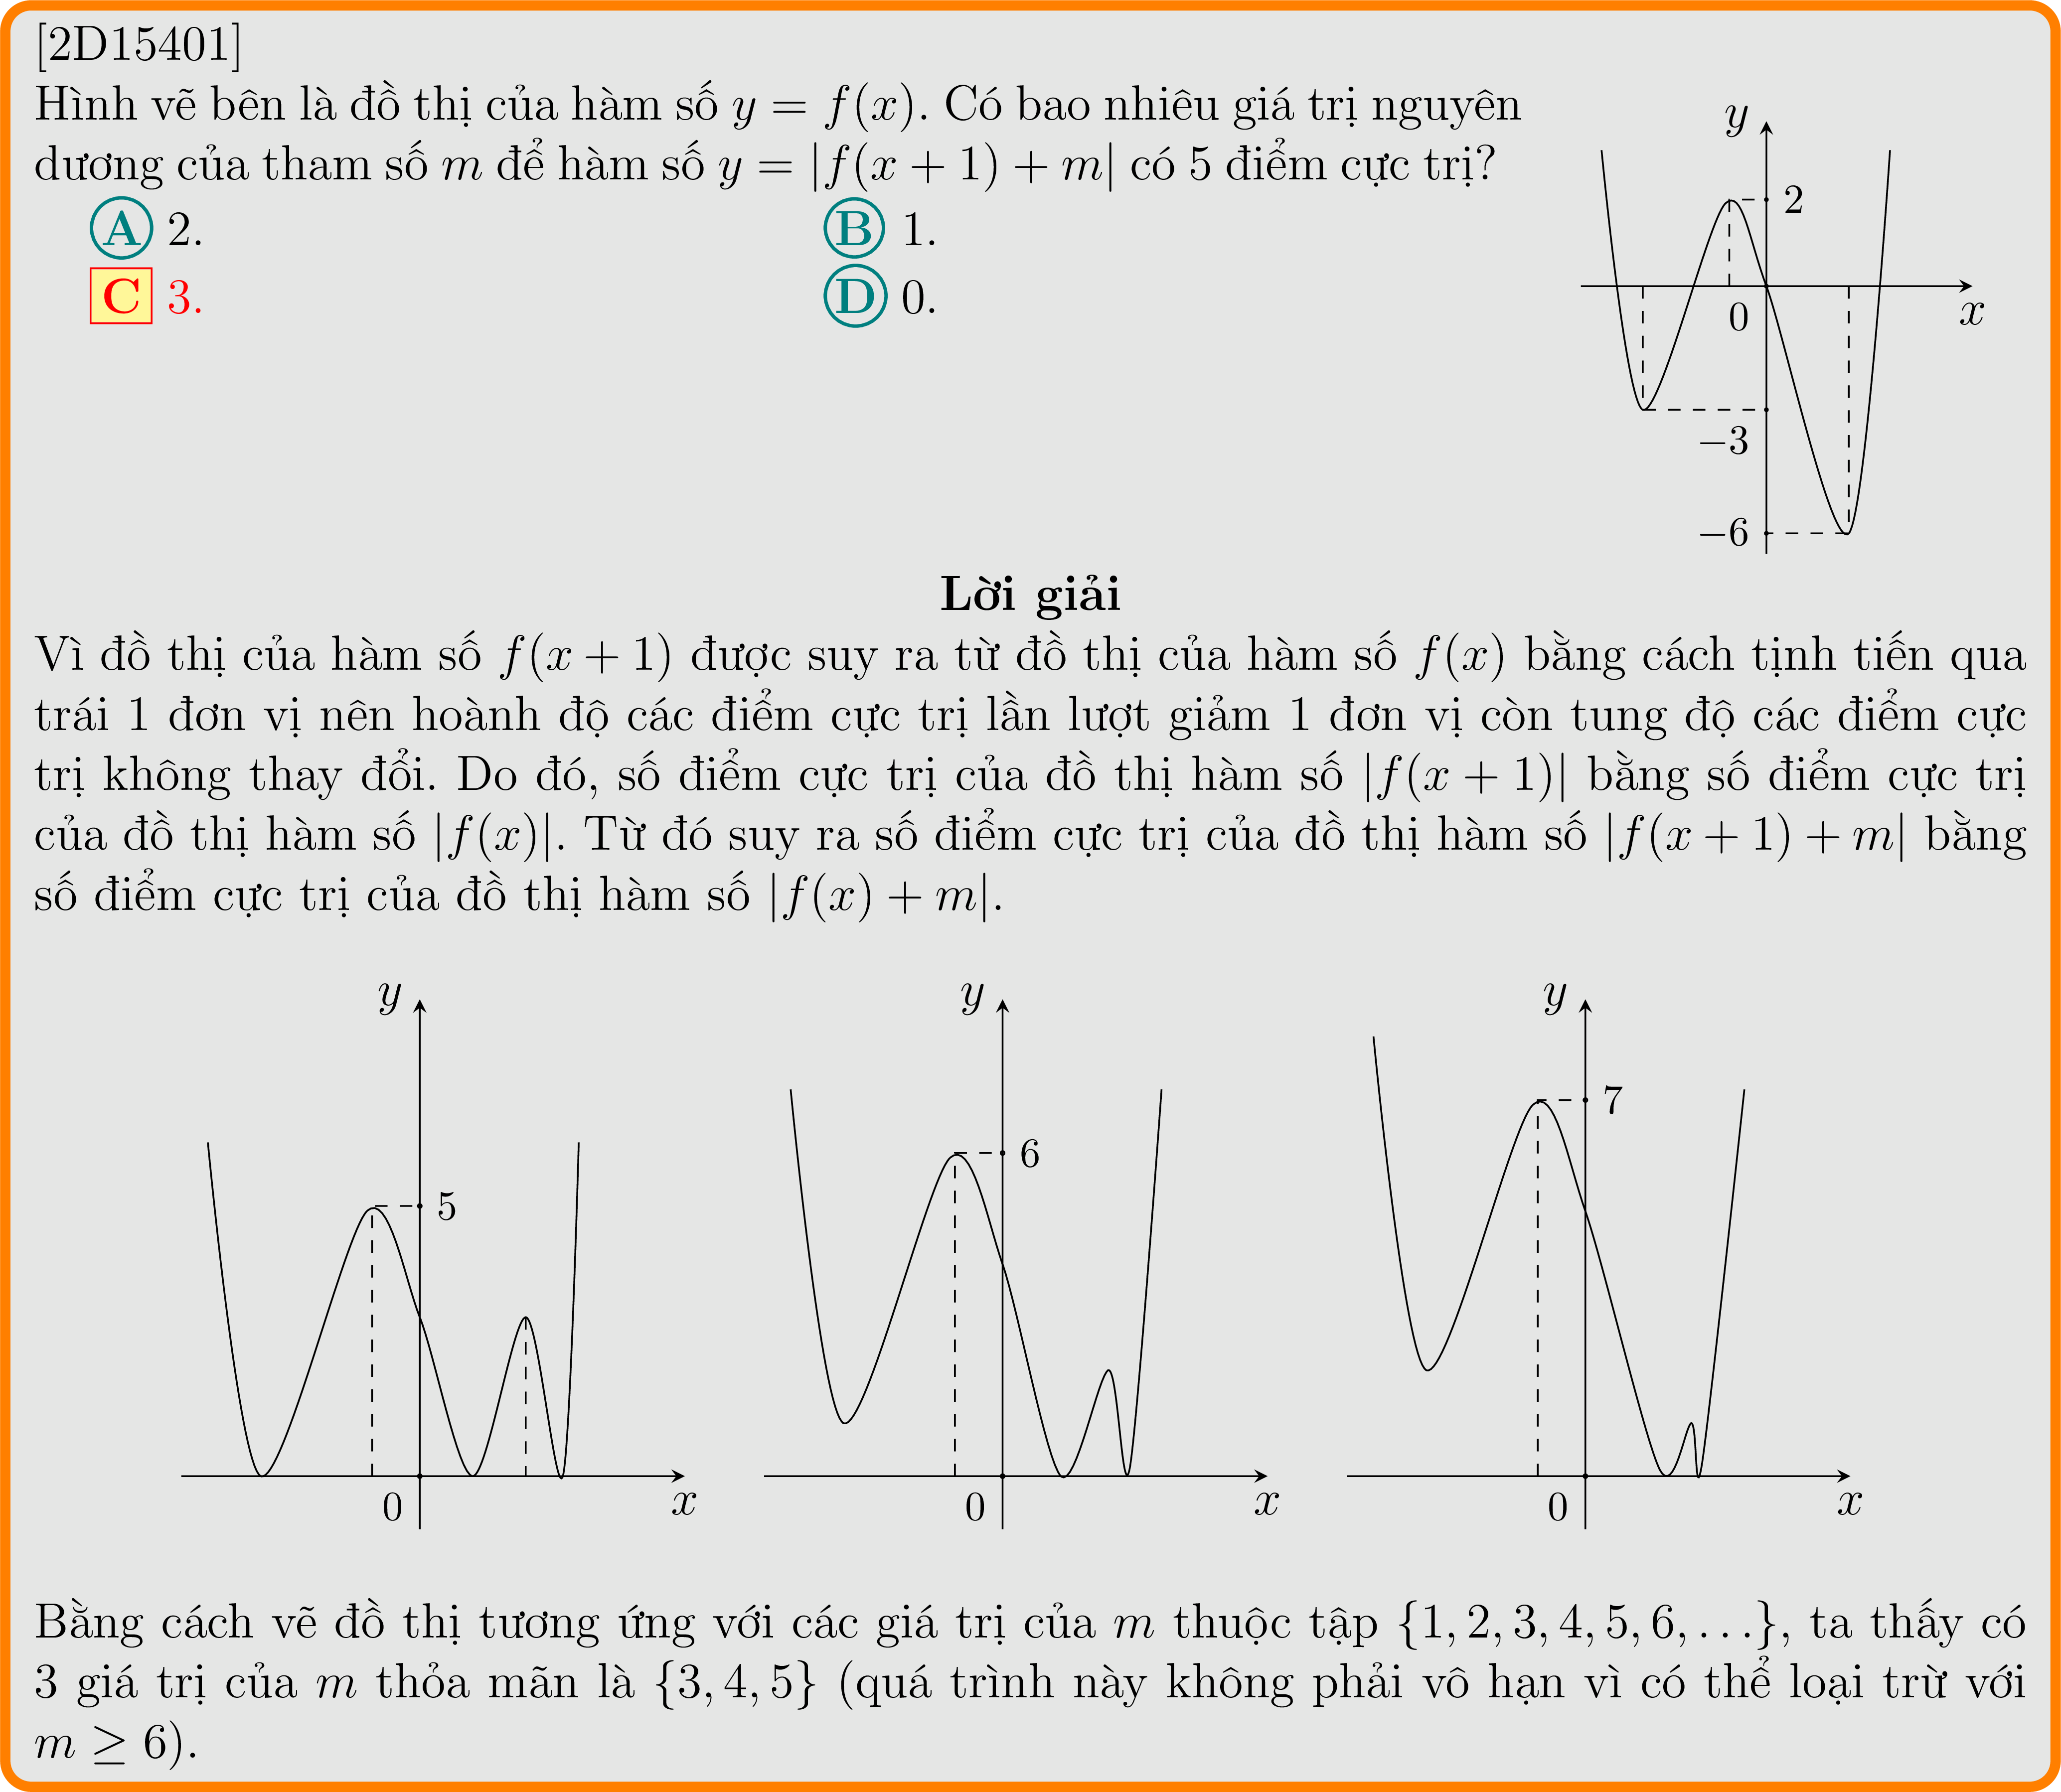 [2D15401]
Hình vẽ bên là đồ thị của hàm số y = f(x). Có bao nhiêu giá trị nguyên
dương của tham số m để hàm số y = |f(x + 1) + m| có 5 điểm cực trị?
A 2.
B 1.
C 3.
D 0.
y
2
0
x
−3
−6
Lời giải
Vì đồ thị của hàm số f(x + 1) được suy ra từ đồ thị của hàm số f(x) bằng cách tịnh tiến qua
trái 1 đơn vị nên hoành độ các điểm cực trị lần lượt giảm 1 đơn vị còn tung độ các điểm cực
trị không thay đổi. Do đó, số điểm cực trị của đồ thị hàm số |f(x + 1)| bằng số điểm cực trị
của đồ thị hàm số |f(x)|. Từ đó suy ra số điểm cực trị của đồ thị hàm số |f(x + 1) + m| bằng
số điểm cực trị của đồ thị hàm số |f(x) + m|.
y
5
0
x
y
6
0
x
y
7
0
x
Bằng cách vẽ đồ thị tương ứng với các giá trị của m thuộc tập {1, 2, 3, 4, 5, 6, . . .}, ta thấy có
3 giá trị của m thỏa mãn là {3, 4, 5} (quá trình này không phải vô hạn vì có thể loại trừ với
m ≥ 6).